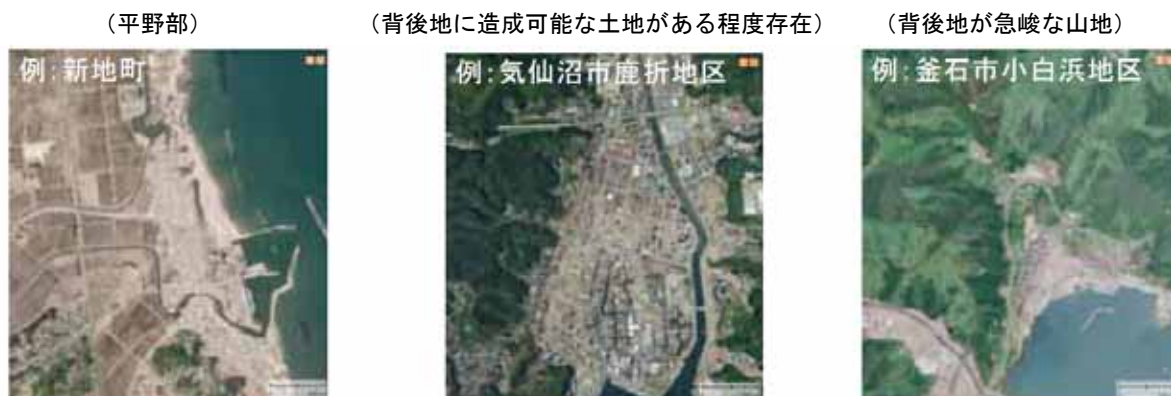 （平野部）
（背後地に造成可能な土地がある程度存在）
（背後地が急峻な山地）
例：新地町
例：気仙沼市鹿折地区
例：釜石市小白浜地区